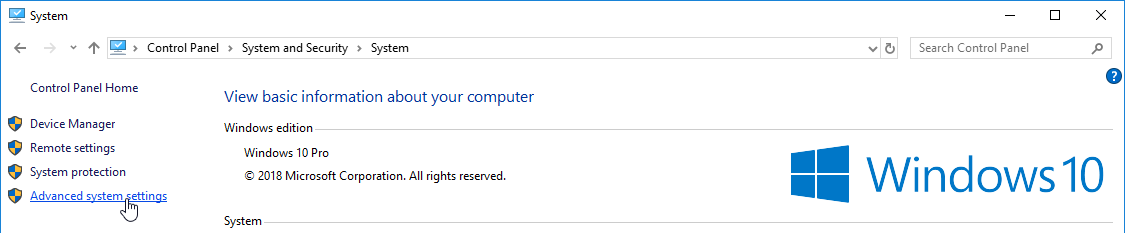 System
Control Panel > System and Security > System
Search Control Panel
?
Control Panel Home
Device Manager
Remote settings
System protection
Advanced system settings
View basic information about your computer
Windows edition
Windows 10 Pro
© 2018 Microsoft Corporation. All rights reserved.
Windows 10
System